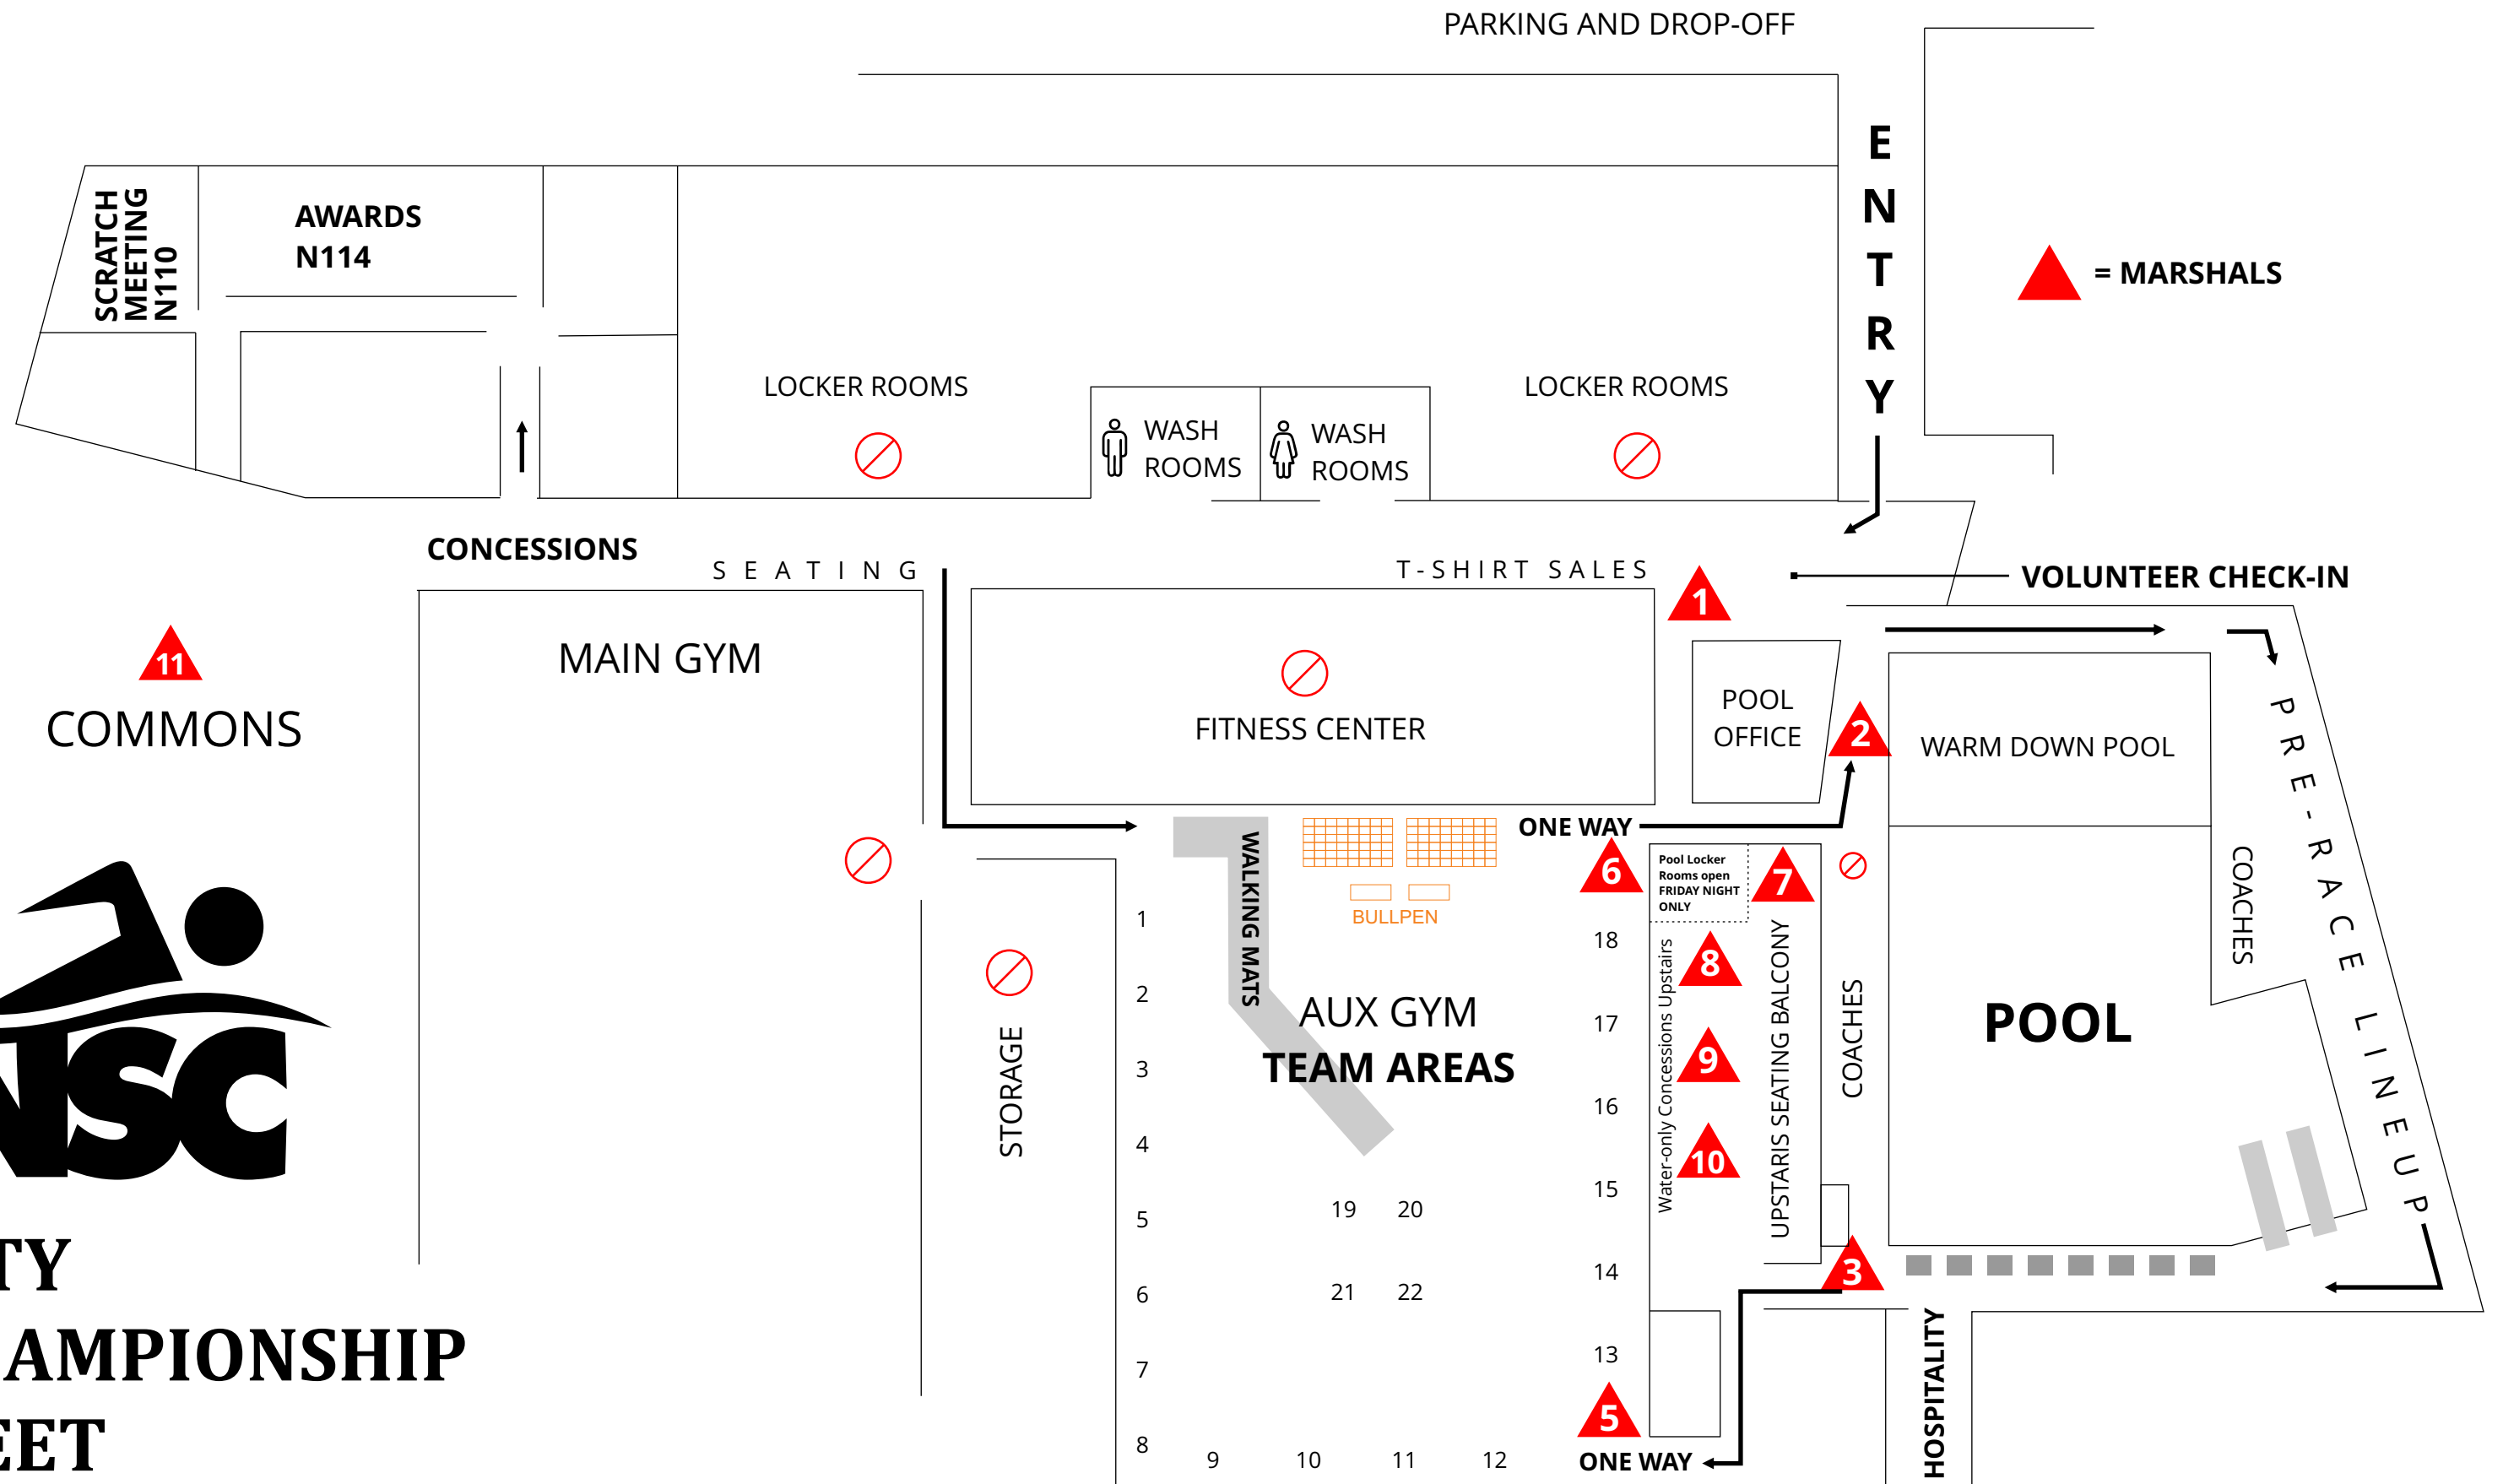 PARKING AND DROP-OFF
ENTRY
SCRATCH
MEETING
N110
AWARDS
N114
= MARSHALS
LOCKER ROOMS
WASH
ROOMS
WASH
ROOMS
LOCKER ROOMS
CONCESSIONS
SEATING
T-SHIRT SALES
1
VOLUNTEER CHECK-IN
11
COMMONS
MAIN GYM
FITNESS CENTER
POOL
OFFICE
2
WARM DOWN POOL
PRE-RACE LINEUP
ONE WAY
WALKING MATS
BULLPEN
6
Pool Locker
Rooms open
FRIDAY NIGHT
ONLY
7
COACHES
1
2
3
4
5
6
7
8
9
10
11
12
13
14
15
16
17
18
19
20
21
22
STORAGE
AUX GYM
TEAM AREAS
Water-only Concessions Upstairs
8
9
10
UPSTARIS SEATING BALCONY
COACHES
POOL
3
5
ONE WAY
HOSPITALITY
NSC
TY
AMPIONSHIP
EET